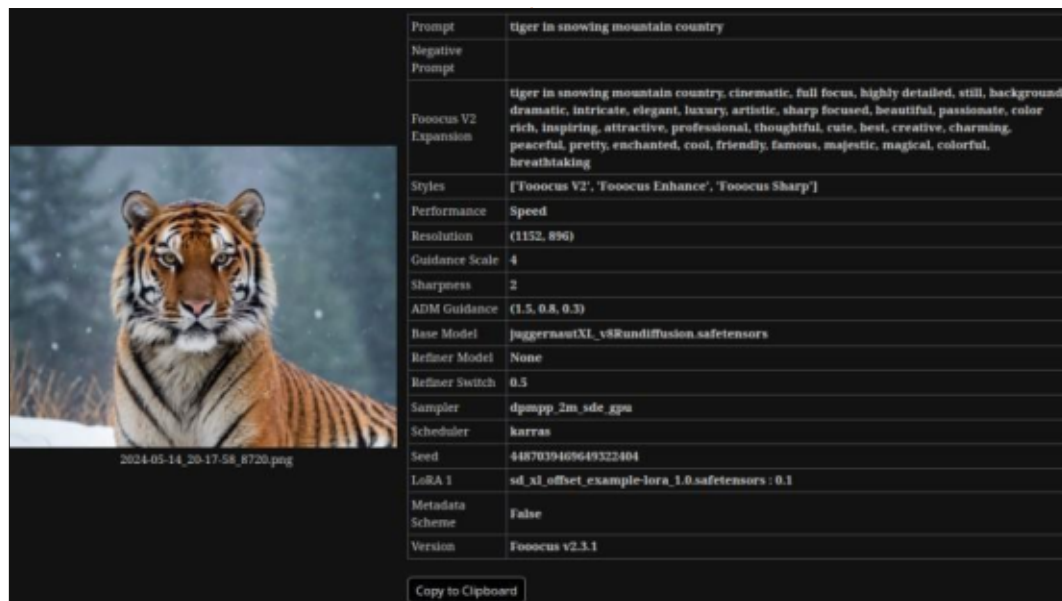 Prompt tiger in snowing mountain country
Negative
Prompt
Fooocus V2
Expansion
tiger in snowing mountain country, cinematic, full focus, highly detailed, still, background
dramatic, intricate, elegant, luxury, artistic, sharp focused, beautiful, passionate, color
rich, inspiring, attractive, professional, thoughtful, cute, best, creative, charming,
peaceful, pretty, enchanted, cool, friendly, famous, majestic, magical, colorful,
breathtaking
Styles ['Fooocus V2', 'Fooocus Enhance', 'Fooocus Sharp']
Performance Speed
Resolution (1152, 896)
Guidance Scale 4
Sharpness 2
ADM Guidance (1.5, 0.8, 0.3)
Base Model juggernautXL_v8Rundiffusion.safetensors
Refiner Model None
Refiner Switch 0.5
Sampler dpmpp_2m_sde_gpu
Scheduler karras
Seed 4487039469649322404
LoRA 1 sd_xl_offset_example-lora_1.0.safetensors : 0.1
Metadata
Scheme
False
Version Fooocus v2.3.1
2024-05-14_20-17-58_8720.png
Copy to Clipboard